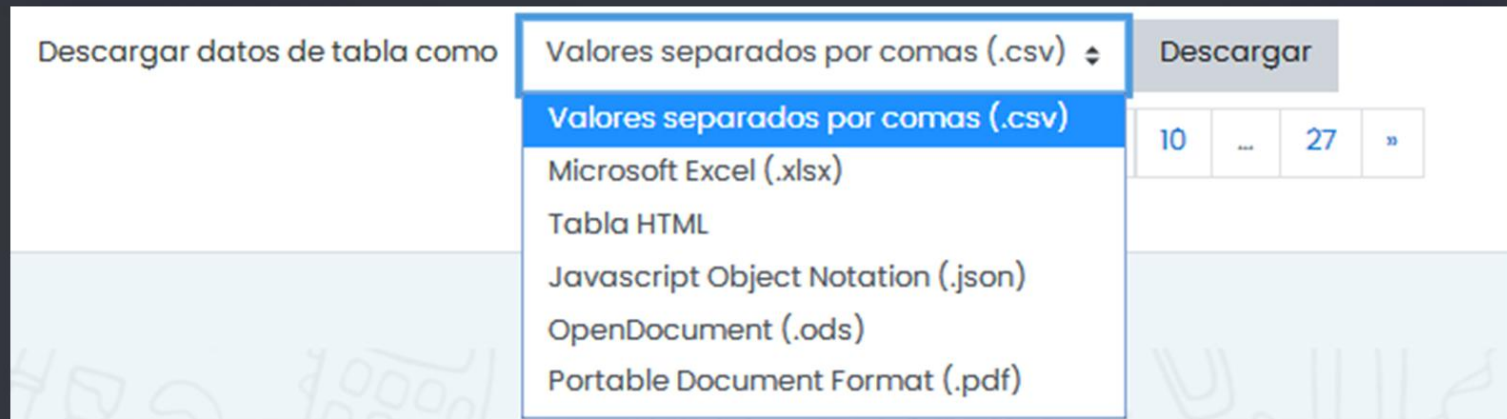 Descargar datos de tabla como Valores separados por comas (.csv) Descargar
Valores separados por comas (.csv)
10 ... 27 »
Microsoft Excel (.xlsx)
Tabla HTML
Javascript Object Notation (.json)
OpenDocument (.ods)
Portable Document Format (.pdf)